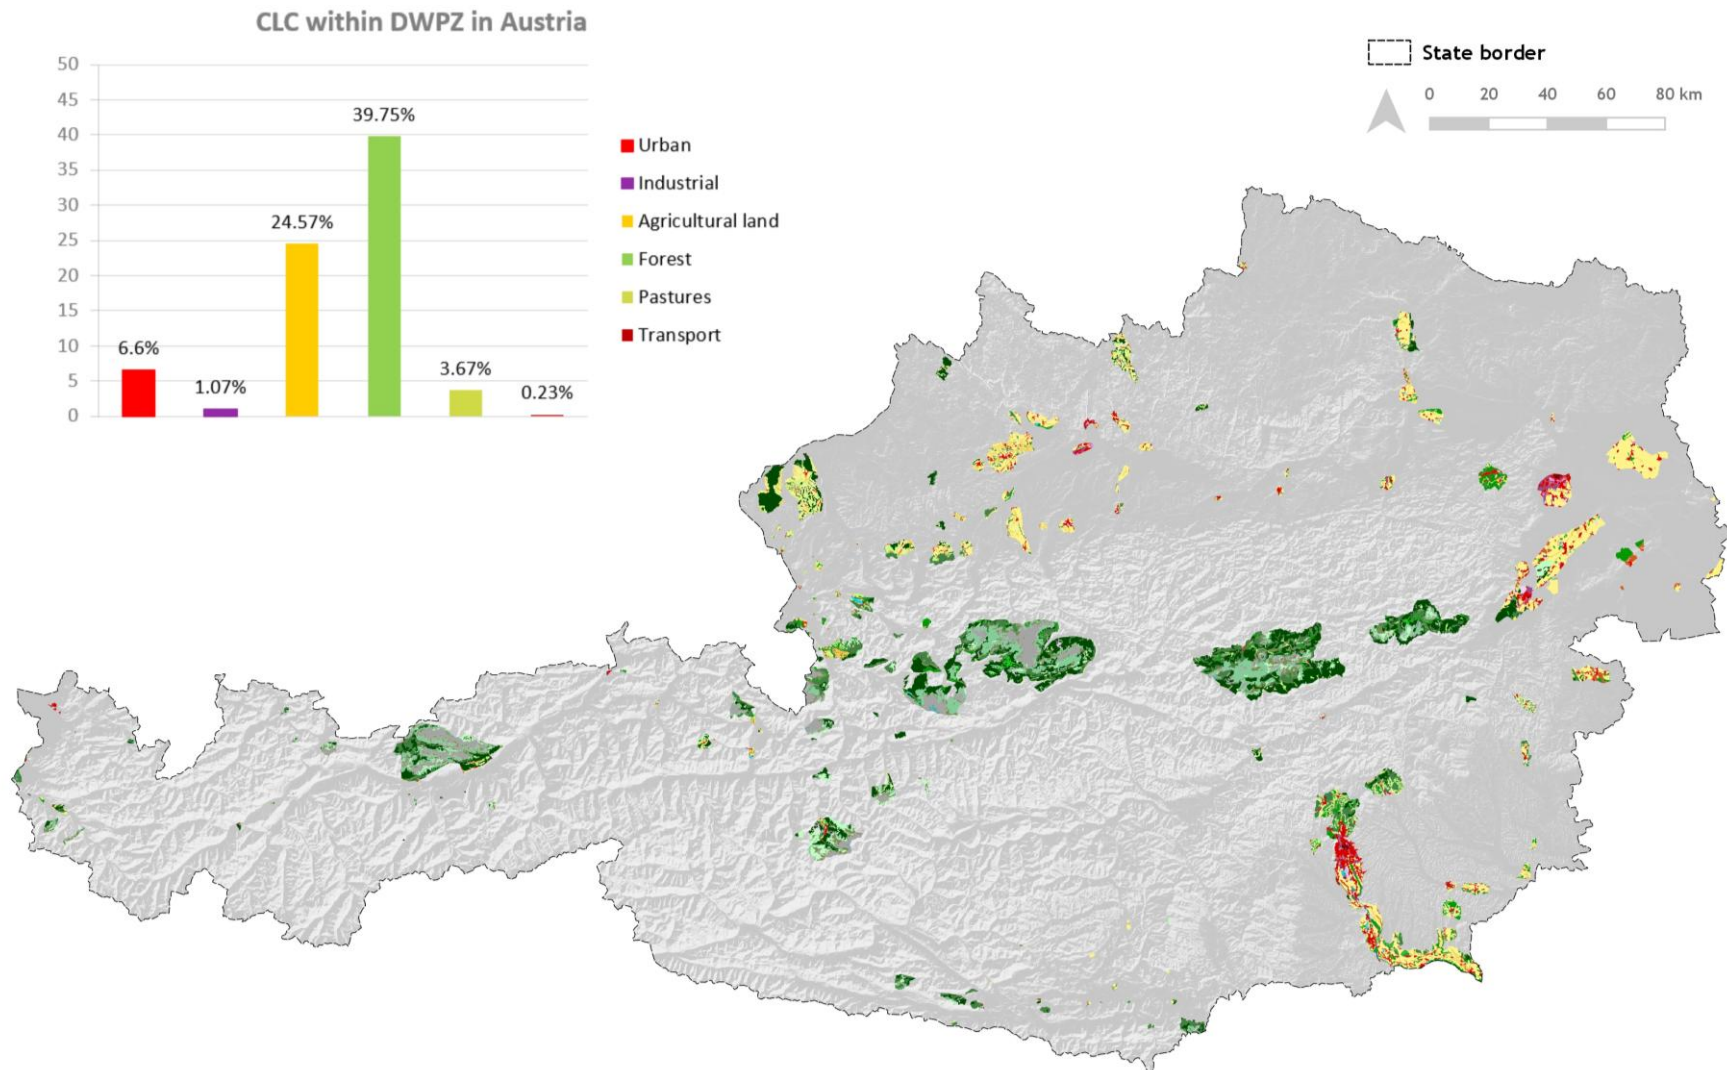 CLC within DWPZ in Austria
50
45
40
35
30
25
20
15
10
5
0
6.6%
1.07%
24.57%
39.75%
3.67%
0.23%
Urban
Industrial
Agricultural land
Forest
Pastures
Transport
State border
0 20 40 60 80 km